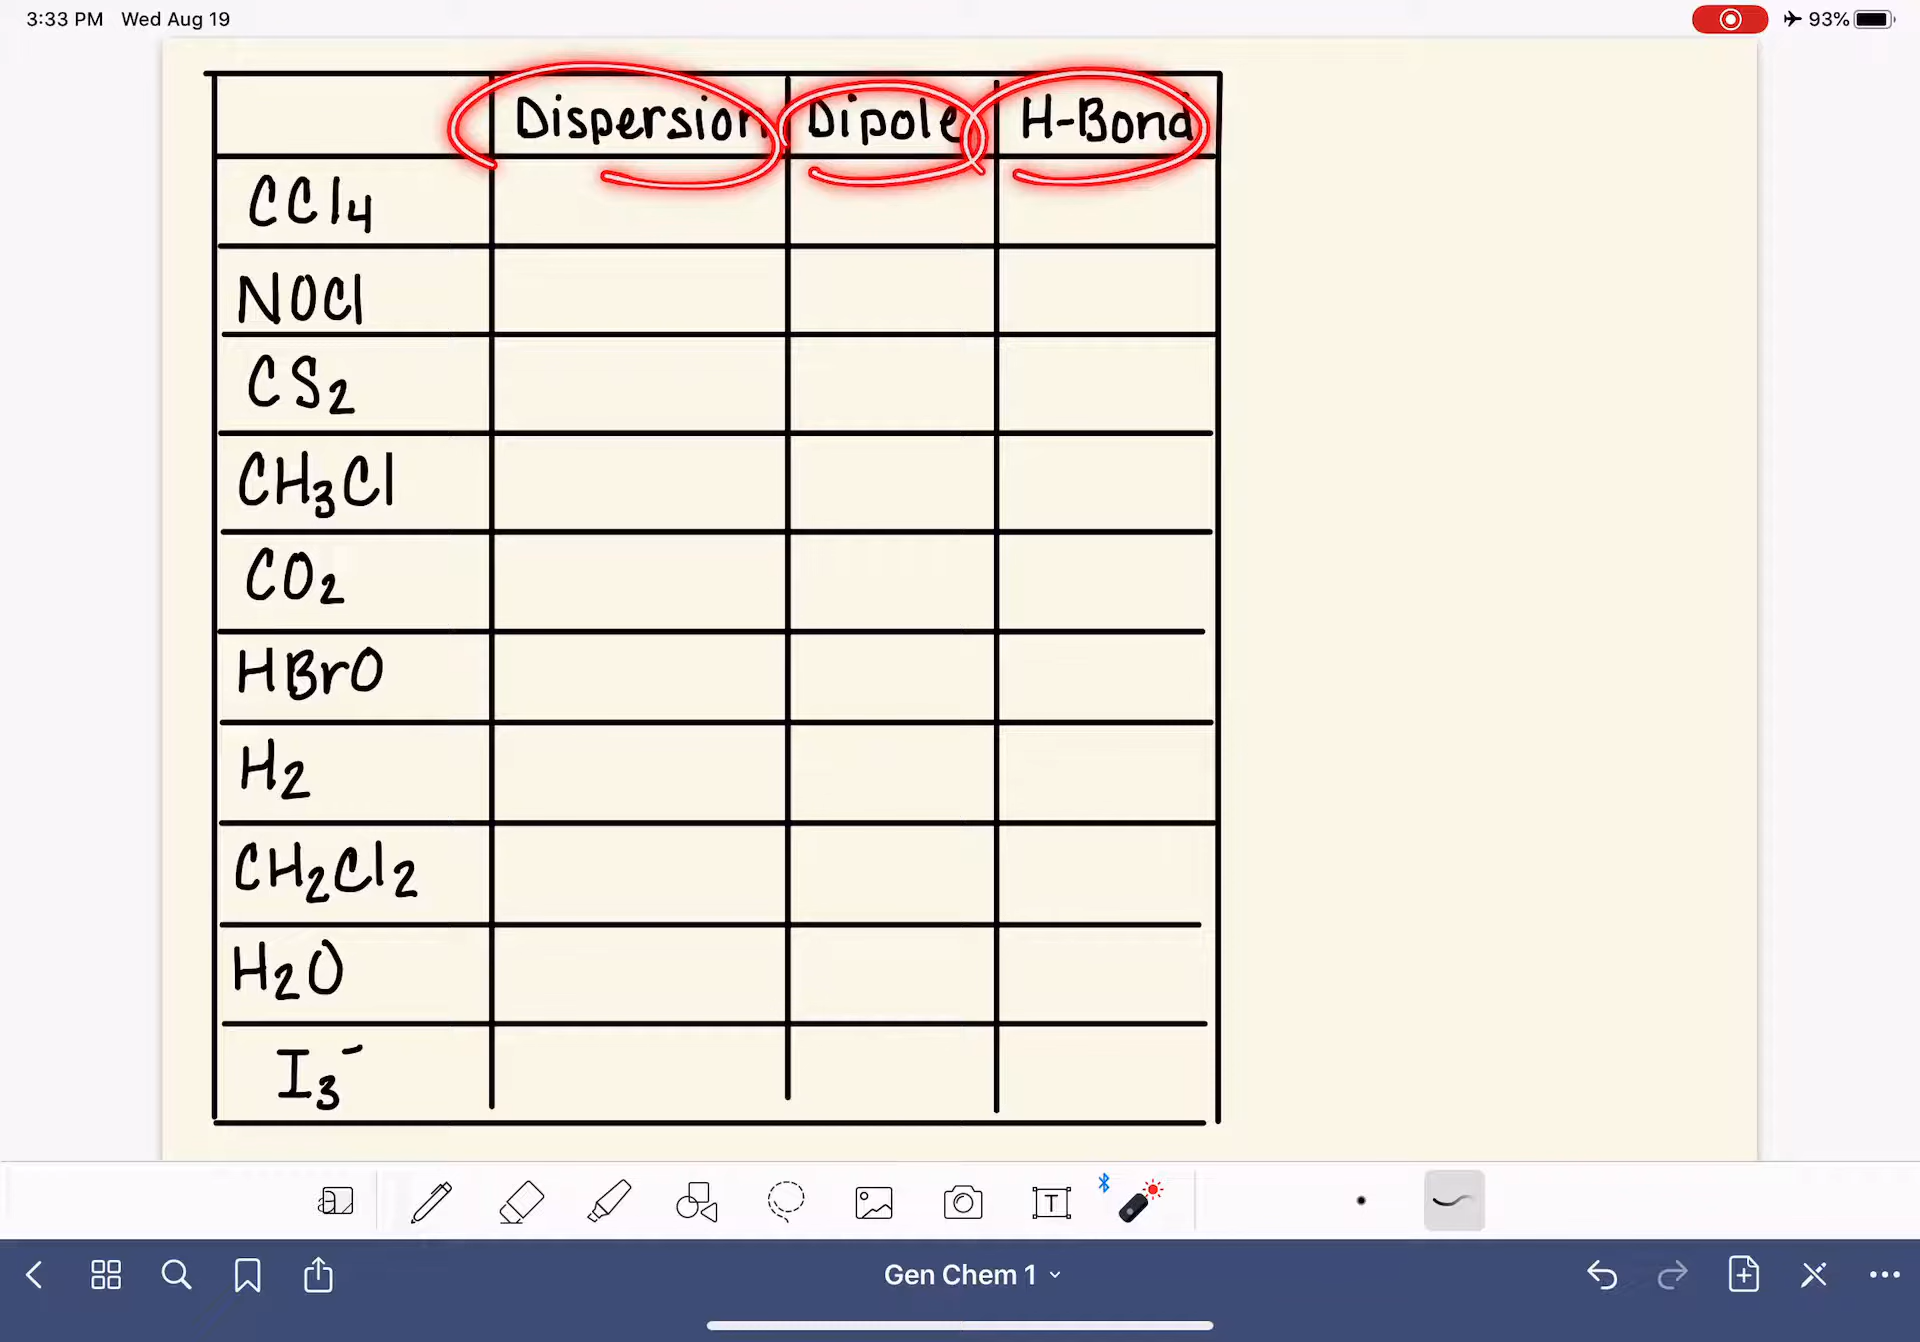 3:33 PM Wed Aug 19 93%
Dispersion Dipole H-Bond
CCl4
NOCl
CS2
CH3Cl
CO2
HBrO
H2
CH2Cl2
H2O
I3-
a T
Gen Chem 1